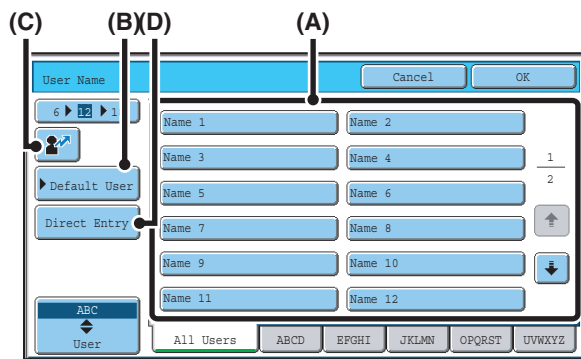 (C) (B)(D) (A)
User Name Cancel OK
6 12 1
Name 1 Name 2
Name 3 Name 4
1
2
Default User
Name 5 Name 6
Direct Entry
Name 7 Name 8
Name 9 Name 10
Name 11 Name 12
ABC
User
All Users ABCD EFGHI JKLMN OPQRST UVWXYZ